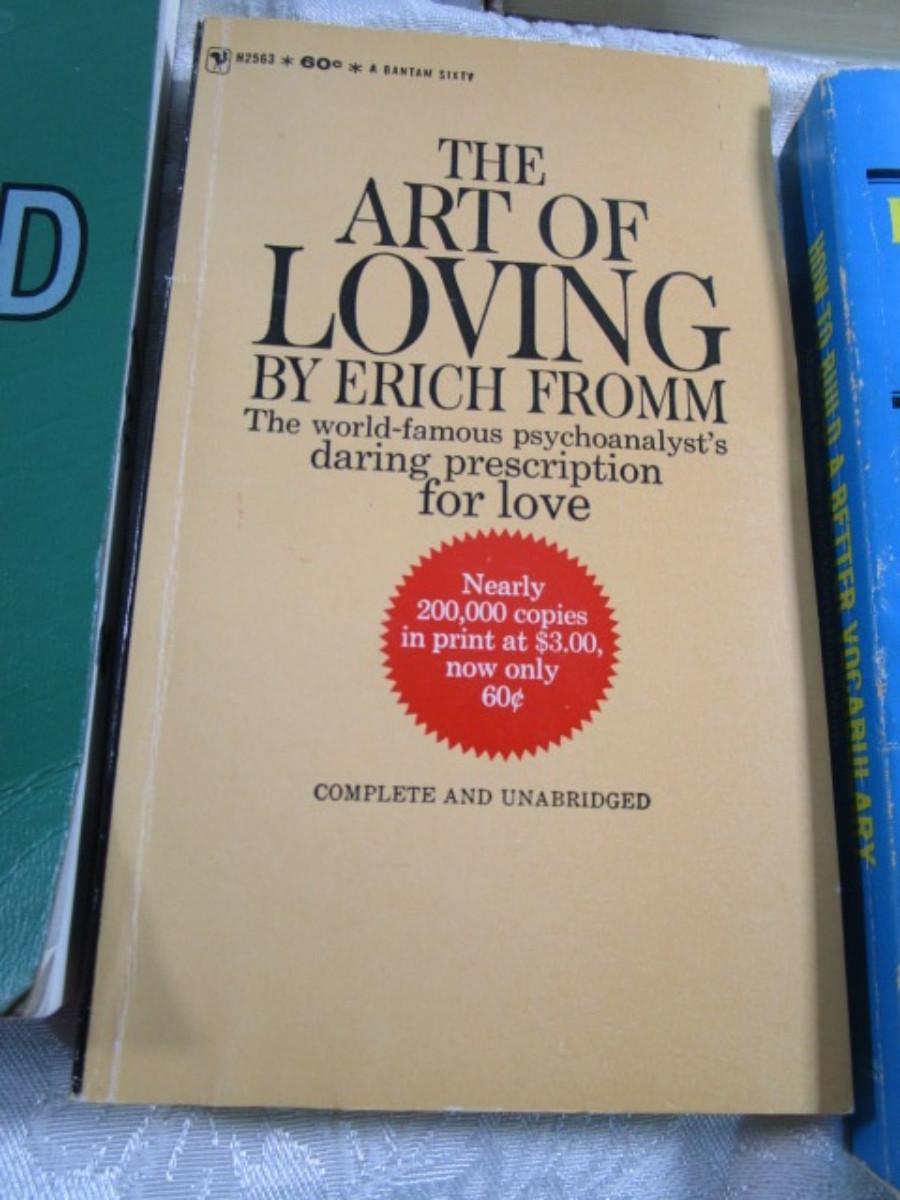 D
H2563 * 60¢ * A BANTAM SIXTY
THE
ART OF
LOVING
BY ERICH FROMM
The world-famous psychoanalyst's
daring prescription
for love
Nearly
200,000 copies
in print at $3.00,
now only
60¢
COMPLETE AND UNABRIDGED
HOW TO BUILD A BETTER VOCABULARY